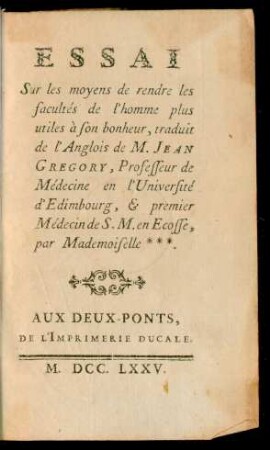 ESSAI
Sur les moyens de rendre les
facultés de l'homme plus
utiles à son bonheur, traduit
de l'Anglois de M. JEAN
GREGORY, Professeur de
Médecine en l'Université
d'Edimbourg, & premier
Médecin de S. M. en Ecosse,
par Mademoiselle ***.
AUX DEUX-PONTS,
DE L'IMPRIMERIE DUCALE.
M. DCC. LXXV.